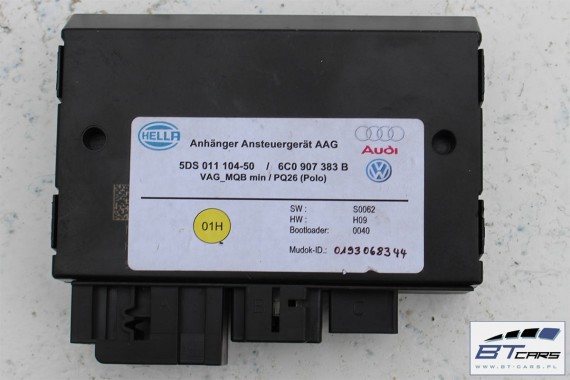 HELLA
Anhänger Ansteuergerät AAG
Audi
5DS 011 104-50 / 6C0 907 383 B
VAG_MQB min / PQ26 (Polo)
01H
SW : S0062
HW : H09
Bootloader: 0040
Mudok-ID.: 0193068344
BT CARS
WWW.BT-CARS.PL